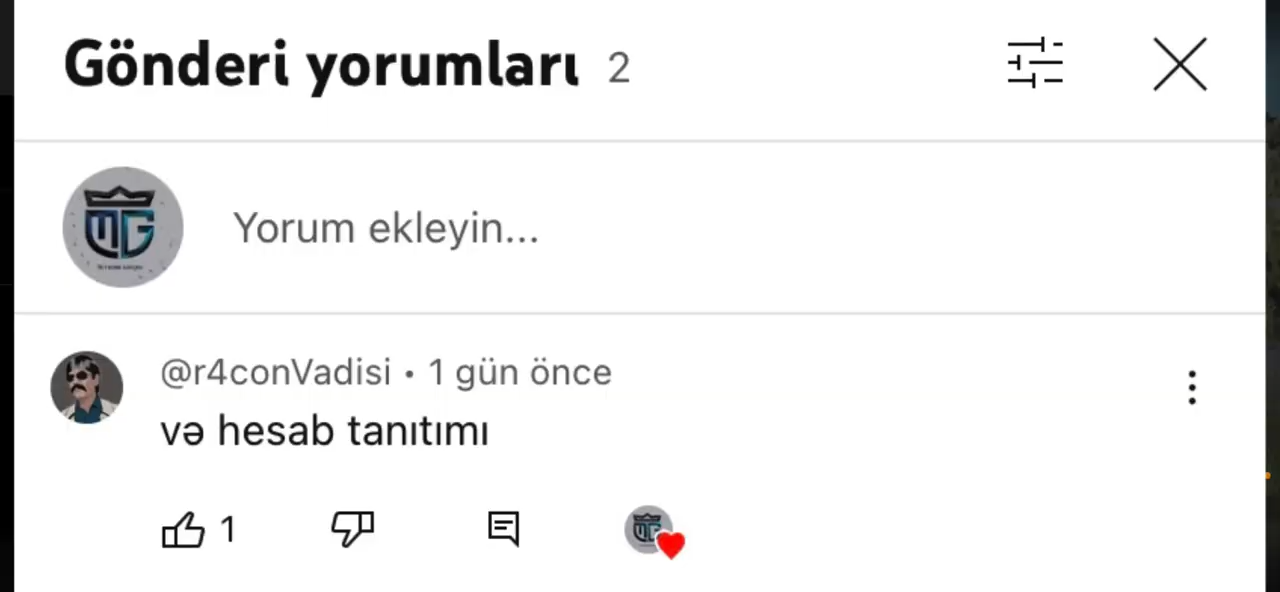 Gönderi yorumları 2
Yorum ekleyin...
@r4conVadisi • 1 gün önce
və hesab tanıtımı
1